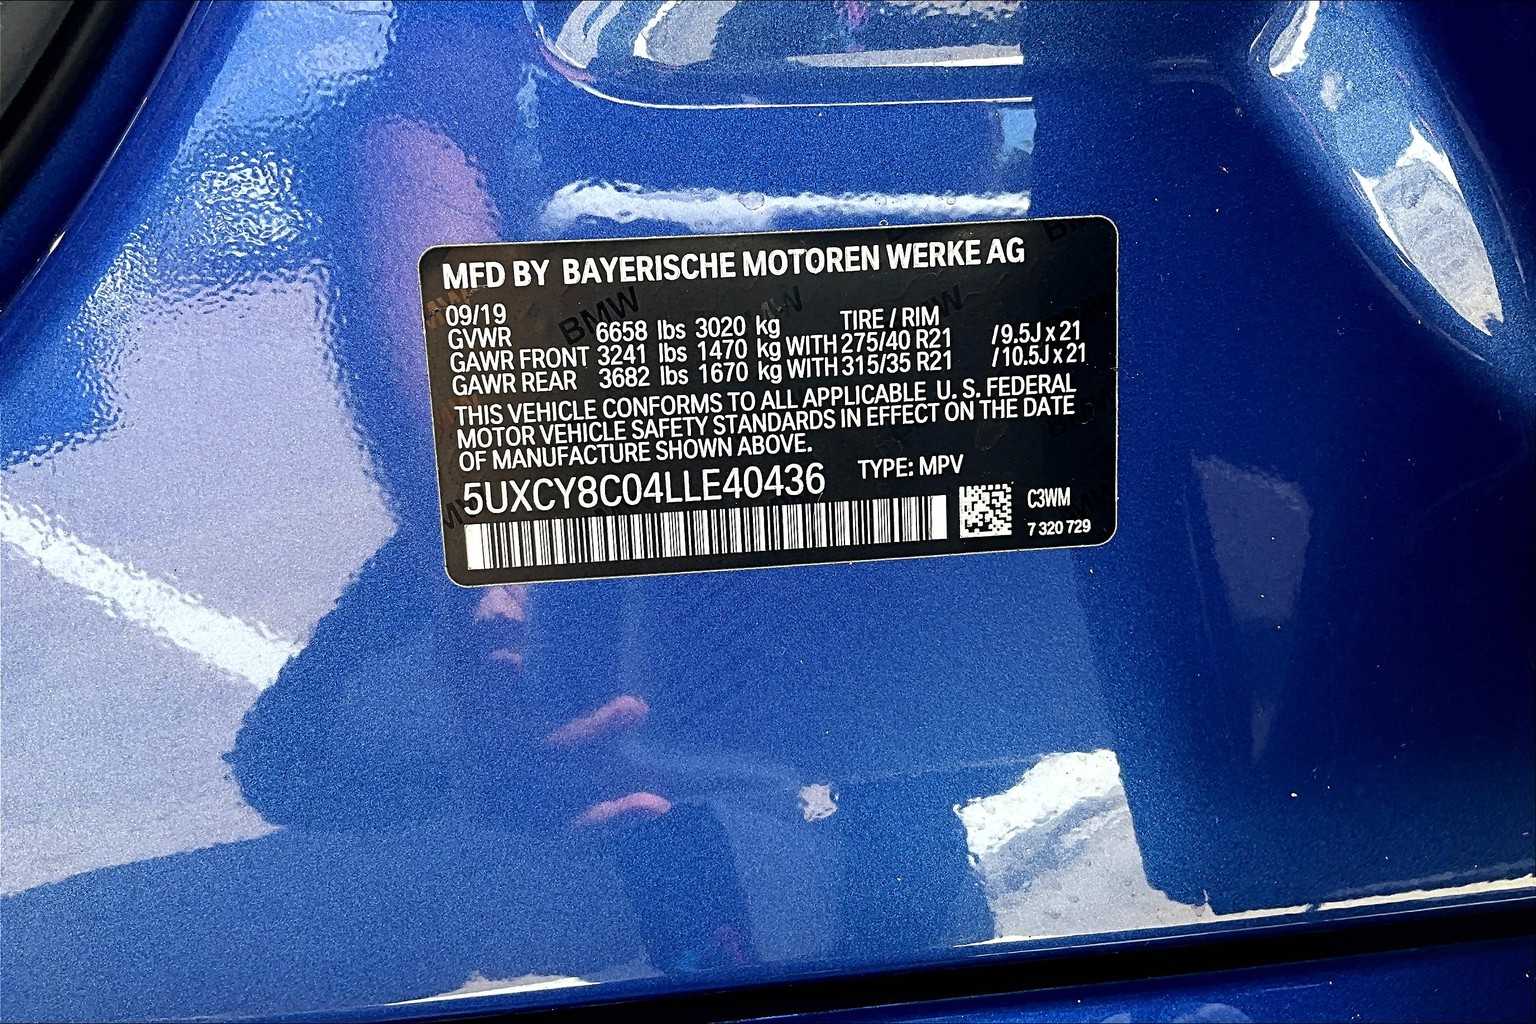 MFD BY BAYERISCHE MOTOREN WERKE AG
09/19 TIRE / RIM
GVWR 6658 lbs 3020 kg
GAWR FRONT 3241 lbs 1470 kg WITH 275/40 R21 / 9.5J x 21
GAWR REAR 3682 lbs 1670 kg WITH 315/35 R21 / 10.5J x 21
THIS VEHICLE CONFORMS TO ALL APPLICABLE U. S. FEDERAL
MOTOR VEHICLE SAFETY STANDARDS IN EFFECT ON THE DATE
OF MANUFACTURE SHOWN ABOVE.
5UXCY8C04LLE40436 TYPE: MPV
C3WM
7 320 729
BMW
BMW
BMW